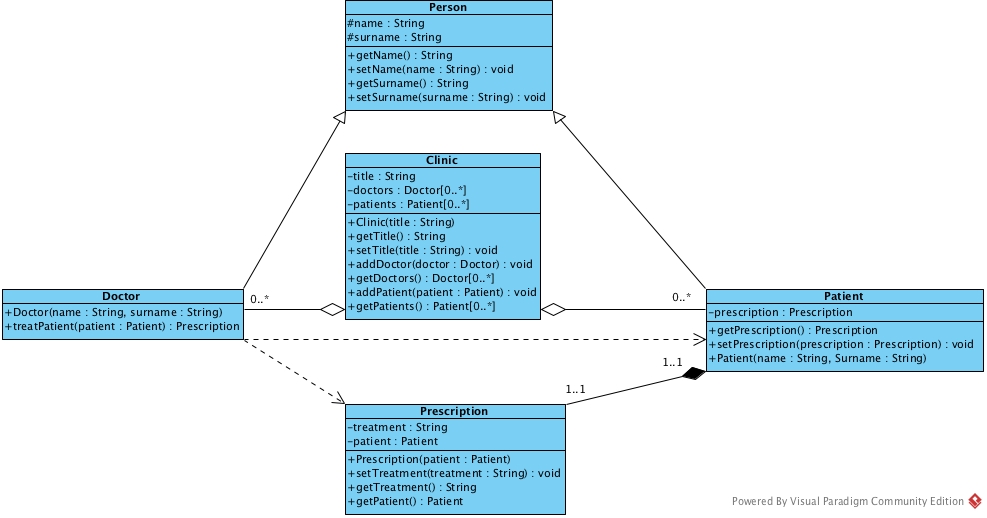 Person
#name : String
#surname : String
+getName() : String
+setName(name : String) : void
+getSurname() : String
+setSurname(surname : String) : void
Clinic
-title : String
-doctors : Doctor[0..*]
-patients : Patient[0..*]
+Clinic(title : String)
+getTitle() : String
+setTitle(title : String) : void
+addDoctor(doctor : Doctor) : void
+getDoctors() : Doctor[0..*]
+addPatient(patient : Patient) : void
+getPatients() : Patient[0..*]
Doctor
+Doctor(name : String, surname : String)
+treatPatient(patient : Patient) : Prescription
0..*
0..*
Patient
-prescription : Prescription
+getPrescription() : Prescription
+setPrescription(prescription : Prescription) : void
+Patient(name : String, Surname : String)
1..1
1..1
Prescription
-treatment : String
-patient : Patient
+Prescription(patient : Patient)
+setTreatment(treatment : String) : void
+getTreatment() : String
+getPatient() : Patient
Powered By Visual Paradigm Community Edition